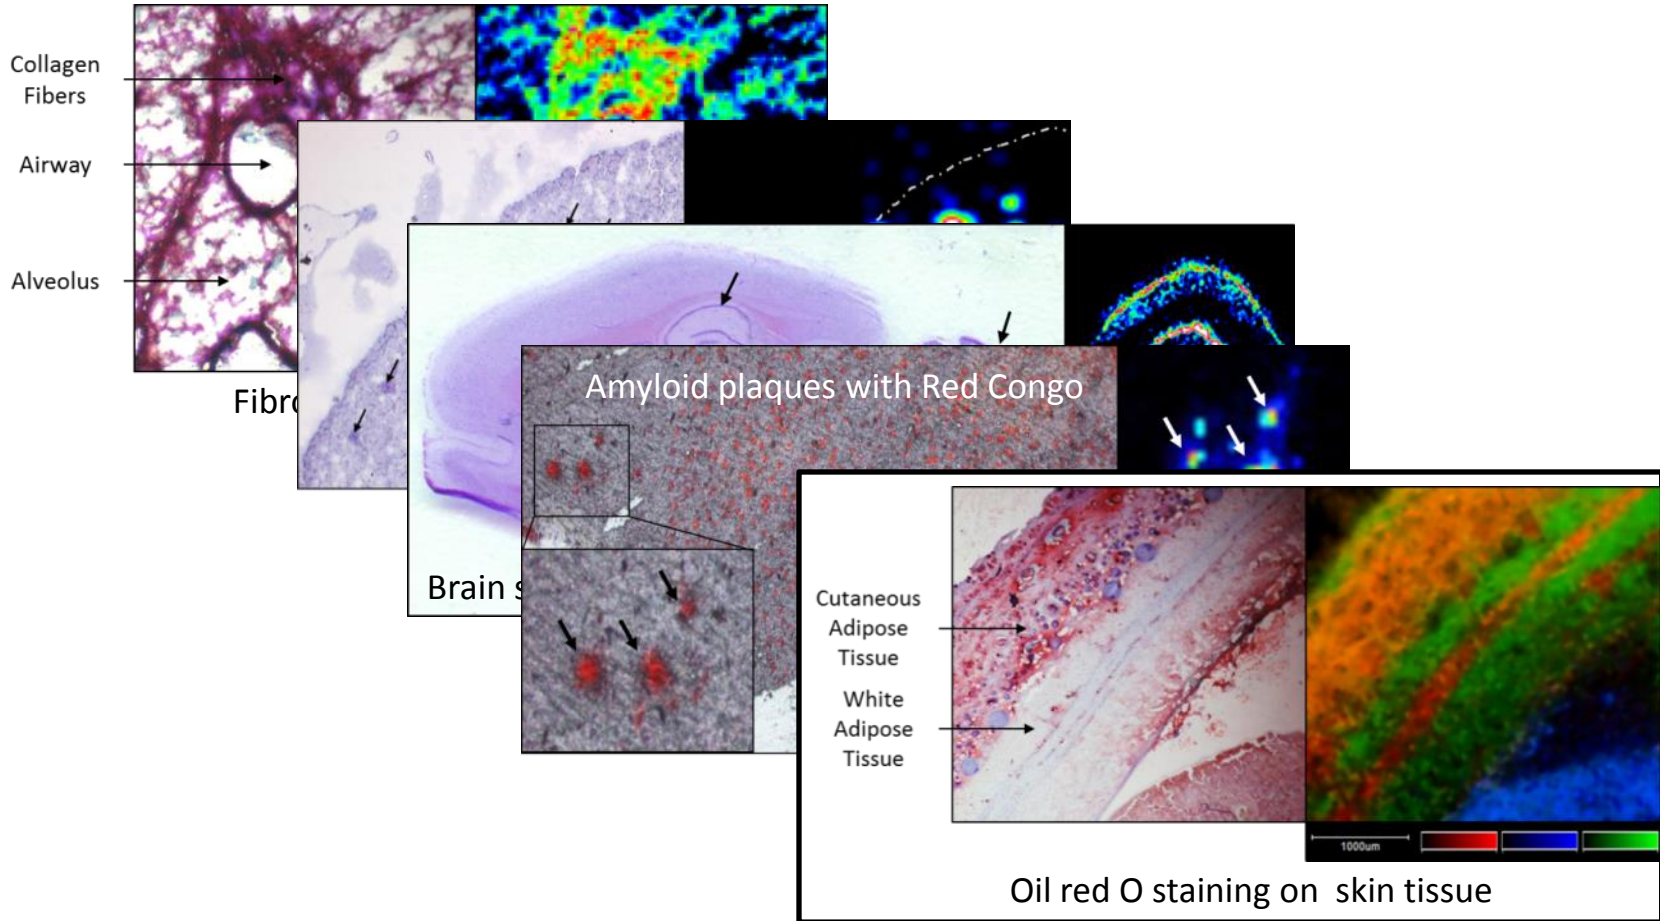 Collagen
Fibers
Airway
Alveolus
Fibro
Brain s
Amyloid plaques with Red Congo
Cutaneous
Adipose
Tissue
White
Adipose
Tissue
1000um
Oil red O staining on  skin tissue